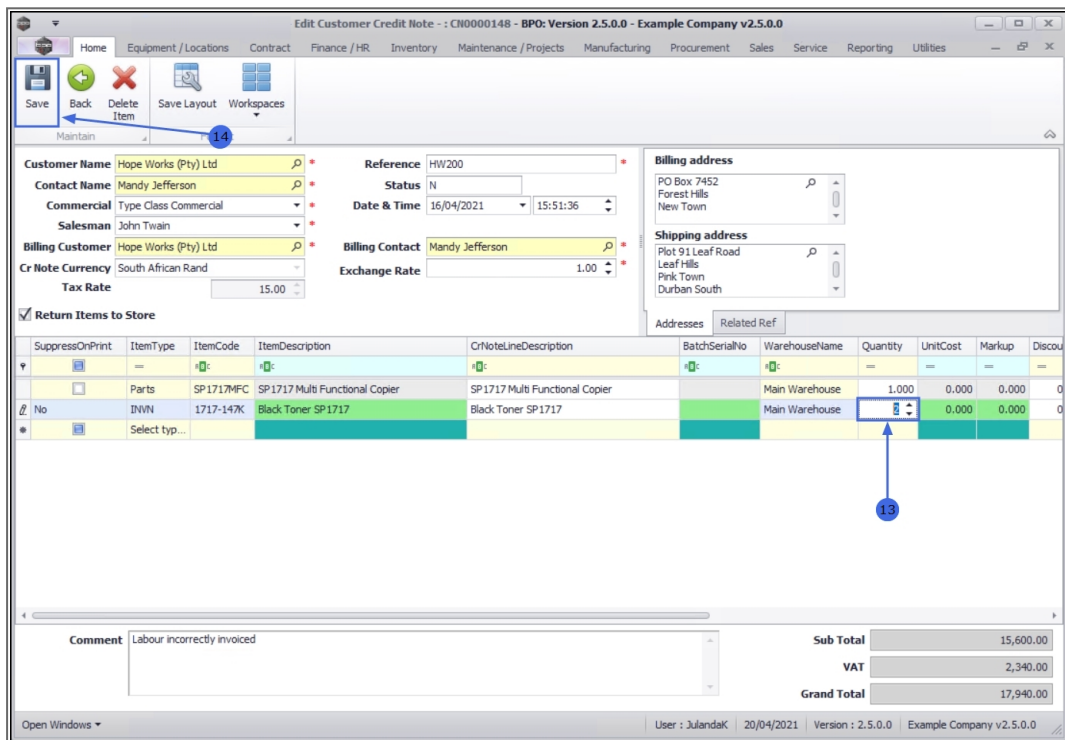 Edit Customer Credit Note - : CN0000148 - BPO: Version 2.5.0.0 - Example Company v2.5.0.0
Home Equipment / Locations Contract Finance / HR Inventory Maintenance / Projects Manufacturing Procurement Sales Service Reporting Utilities
Save Back Delete Item Save Layout Workspaces
Maintain
14
Customer Name Hope Works (Pty) Ltd * Reference HW200 *
Contact Name Mandy Jefferson * Status N
Commercial Type Class Commercial * Date & Time 16/04/2021 15:51:36
Salesman John Twain *
Billing Customer Hope Works (Pty) Ltd * Billing Contact Mandy Jefferson *
Cr Note Currency South African Rand Exchange Rate 1.00 *
Tax Rate 15.00
Return Items to Store
Billing address
PO Box 7452
Forest Hills
New Town
Shipping address
Plot 91 Leaf Road
Leaf Hills
Pink Town
Durban South
Addresses Related Ref
SuppressOnPrint ItemType ItemCode ItemDescription CrNoteLineDescription BatchSerialNo WarehouseName Quantity UnitCost Markup Discou
= = = = =
Parts SP1717MFC SP1717 Multi Functional Copier SP1717 Multi Functional Copier Main Warehouse 1.000 0.000 0.000 0
No INVN 1717-147K Black Toner SP1717 Black Toner SP1717 Main Warehouse 2 0.000 0.000 0
Select typ...
13
Comment Labour incorrectly invoiced
Sub Total 15,600.00
VAT 2,340.00
Grand Total 17,940.00
Open Windows User : JulandaK 20/04/2021 Version : 2.5.0.0 Example Company v2.5.0.0